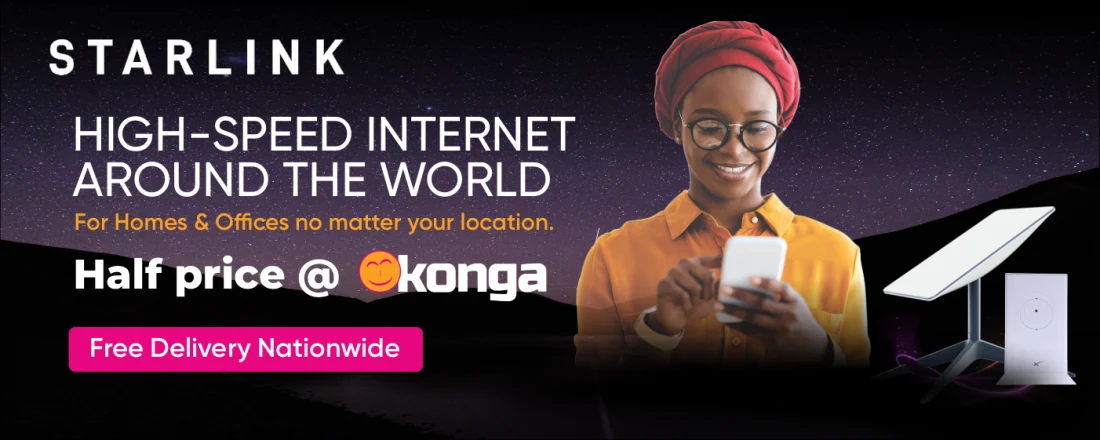 STARLINK
HIGH-SPEED INTERNET
AROUND THE WORLD
For Homes & Offices no matter your location.
Half price @ konga
Free Delivery Nationwide